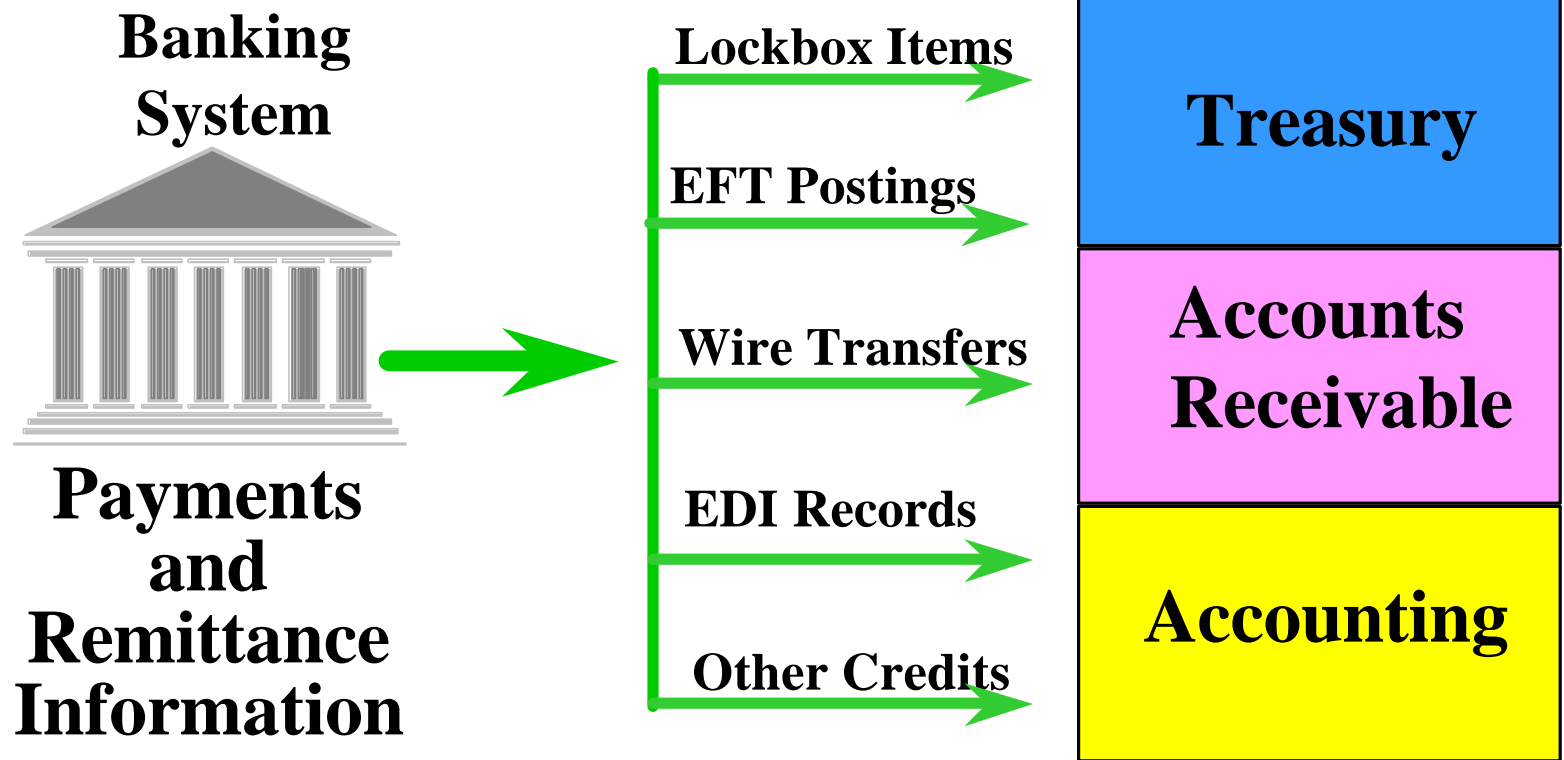 Banking
System
Payments
and
Remittance
Information
Lockbox Items
EFT Postings
Wire Transfers
EDI Records
Other Credits
Treasury
Accounts
Receivable
Accounting